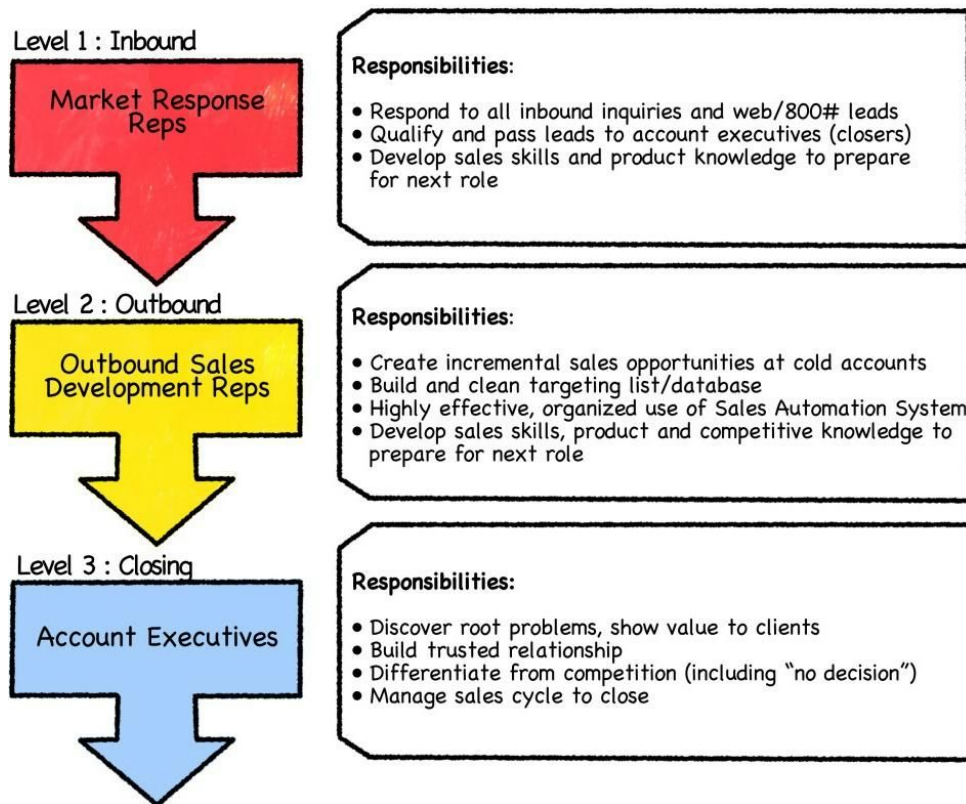 Level 1 : Inbound
Market Response
Reps
Responsibilities:
• Respond to all inbound inquiries and web/800# leads
• Qualify and pass leads to account executives (closers)
• Develop sales skills and product knowledge to prepare
for next role
Level 2 : Outbound
Outbound Sales
Development Reps
Responsibilities:
• Create incremental sales opportunities at cold accounts
• Build and clean targeting list/database
• Highly effective, organized use of Sales Automation System
• Develop sales skills, product and competitive knowledge to
prepare for next role
Level 3 : Closing
Account Executives
Responsibilities:
• Discover root problems, show value to clients
• Build trusted relationship
• Differentiate from competition (including “no decision”)
• Manage sales cycle to close